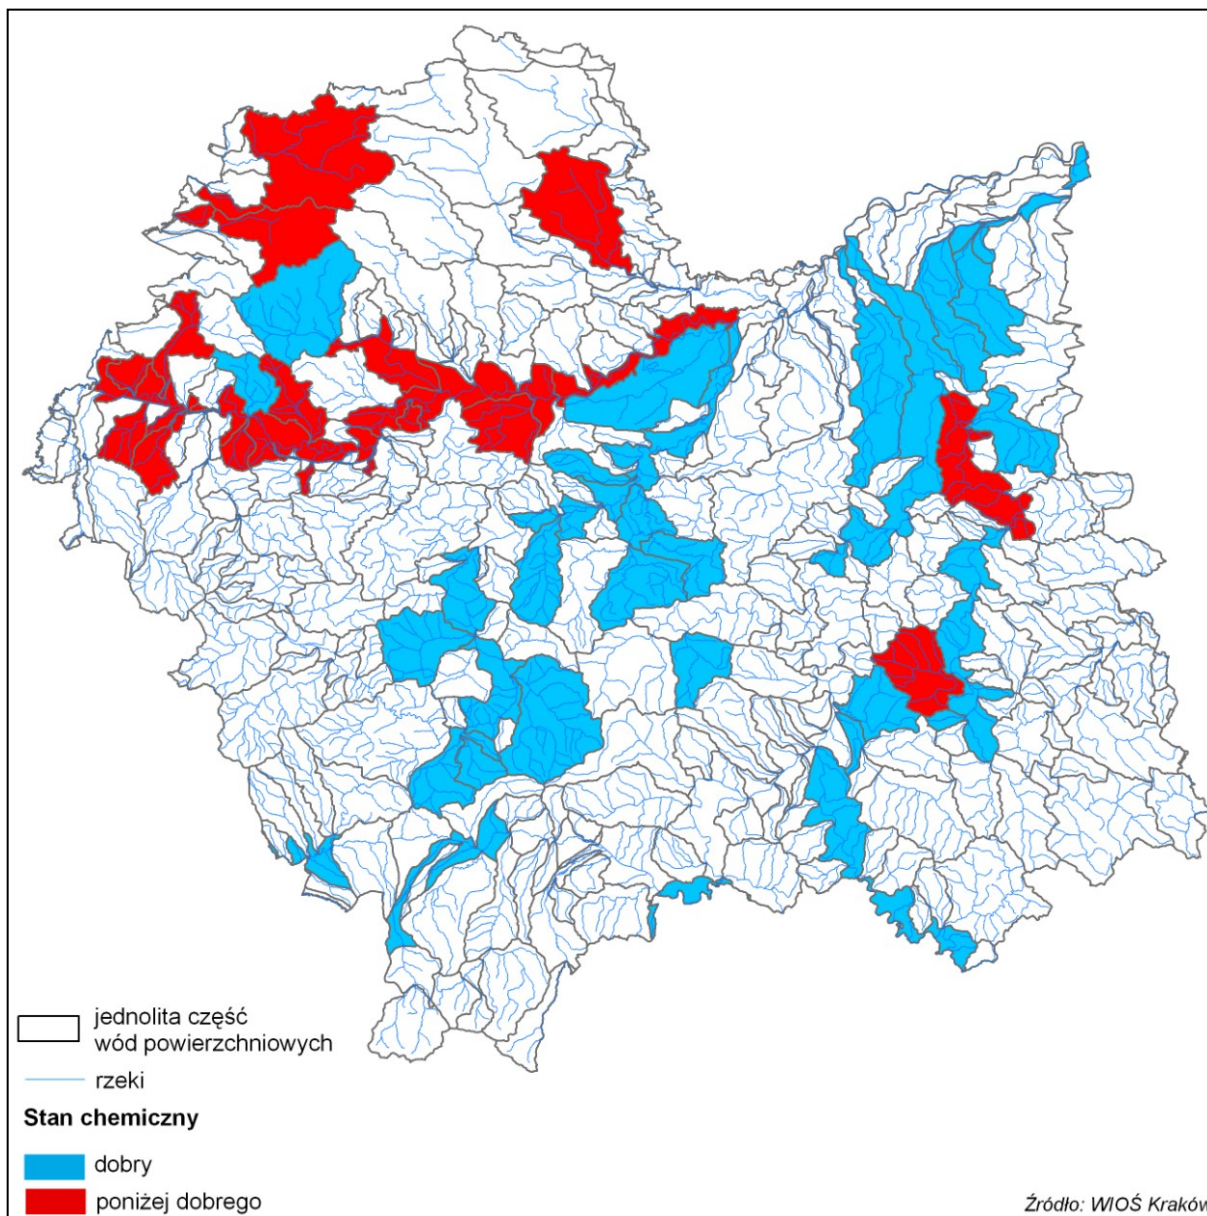 jednolita część
wód powierzchniowych
rzeki
Stan chemiczny
dobry
poniżej dobrego
Źródło: WIOŚ Kraków